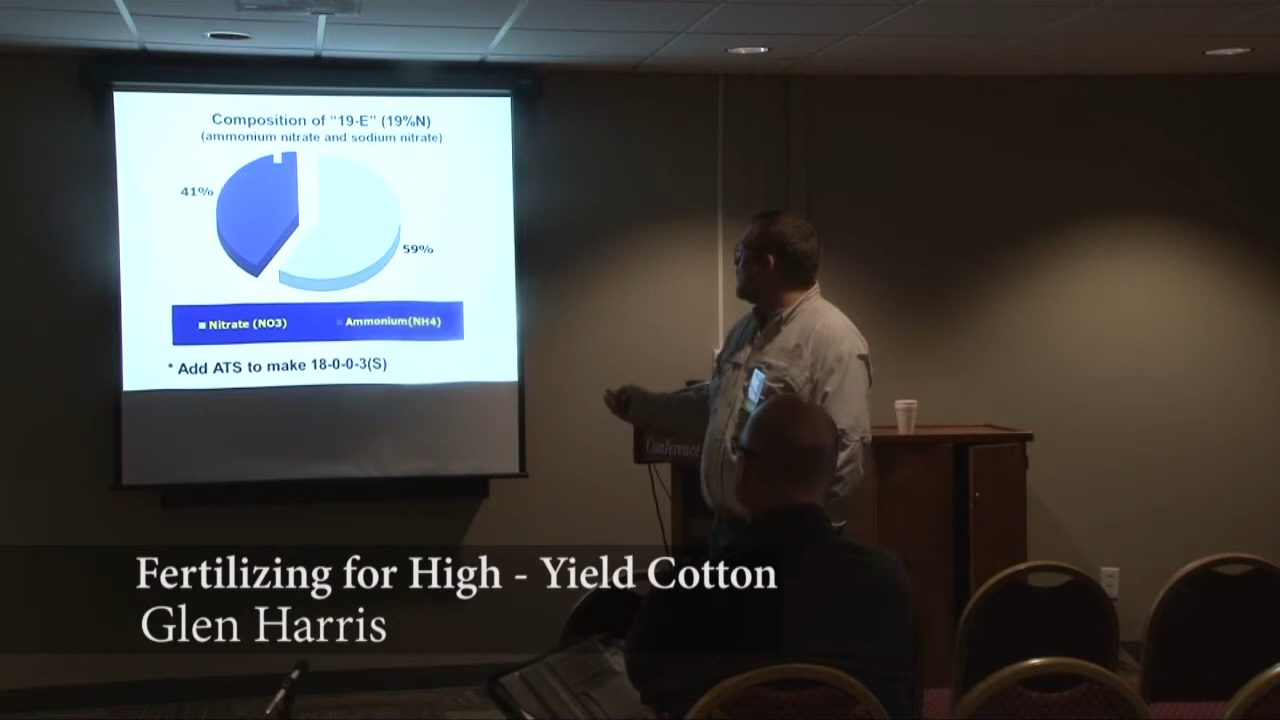 Composition of "19-E" (19%N)
(ammonium nitrate and sodium nitrate)
41%
59%
Nitrate (NO3) Ammonium(NH4)
* Add ATS to make 18-0-0-3(S)
Conference
Fertilizing for High - Yield Cotton
Glen Harris